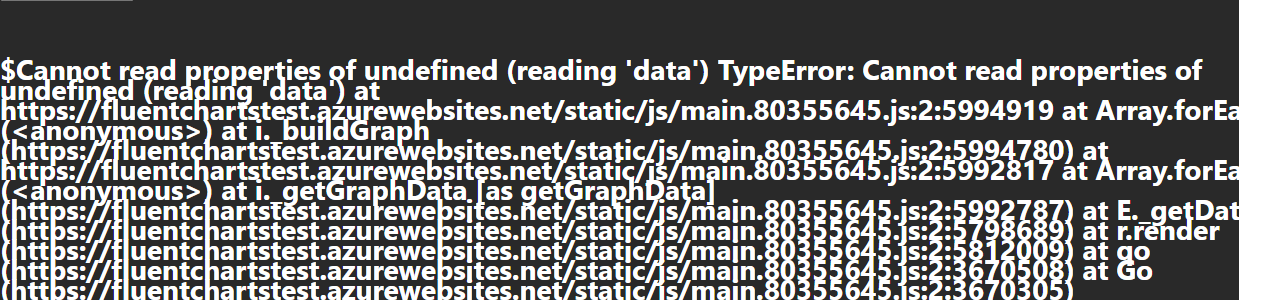 $Cannot read properties of undefined (reading 'data') TypeError: Cannot read properties of
undefined (reading 'data') at
https://fluentchartstest.azurewebsites.net/static/js/main.80355645.js:2:5994919 at Array.forEa
(<anonymous>) at i._buildGraph
(https://fluentchartstest.azurewebsites.net/static/js/main.80355645.js:2:5994780) at
https://fluentchartstest.azurewebsites.net/static/js/main.80355645.js:2:5992817 at Array.forEa
(<anonymous>) at i._getGraphData [as getGraphData]
(https://fluentchartstest.azurewebsites.net/static/js/main.80355645.js:2:5992787) at E._getDat
(https://fluentchartstest.azurewebsites.net/static/js/main.80355645.js:2:5798689) at r.render
(https://fluentchartstest.azurewebsites.net/static/js/main.80355645.js:2:5812009) at go
(https://fluentchartstest.azurewebsites.net/static/js/main.80355645.js:2:3670508) at Go
(https://fluentchartstest.azurewebsites.net/static/js/main.80355645.js:2:3670305)